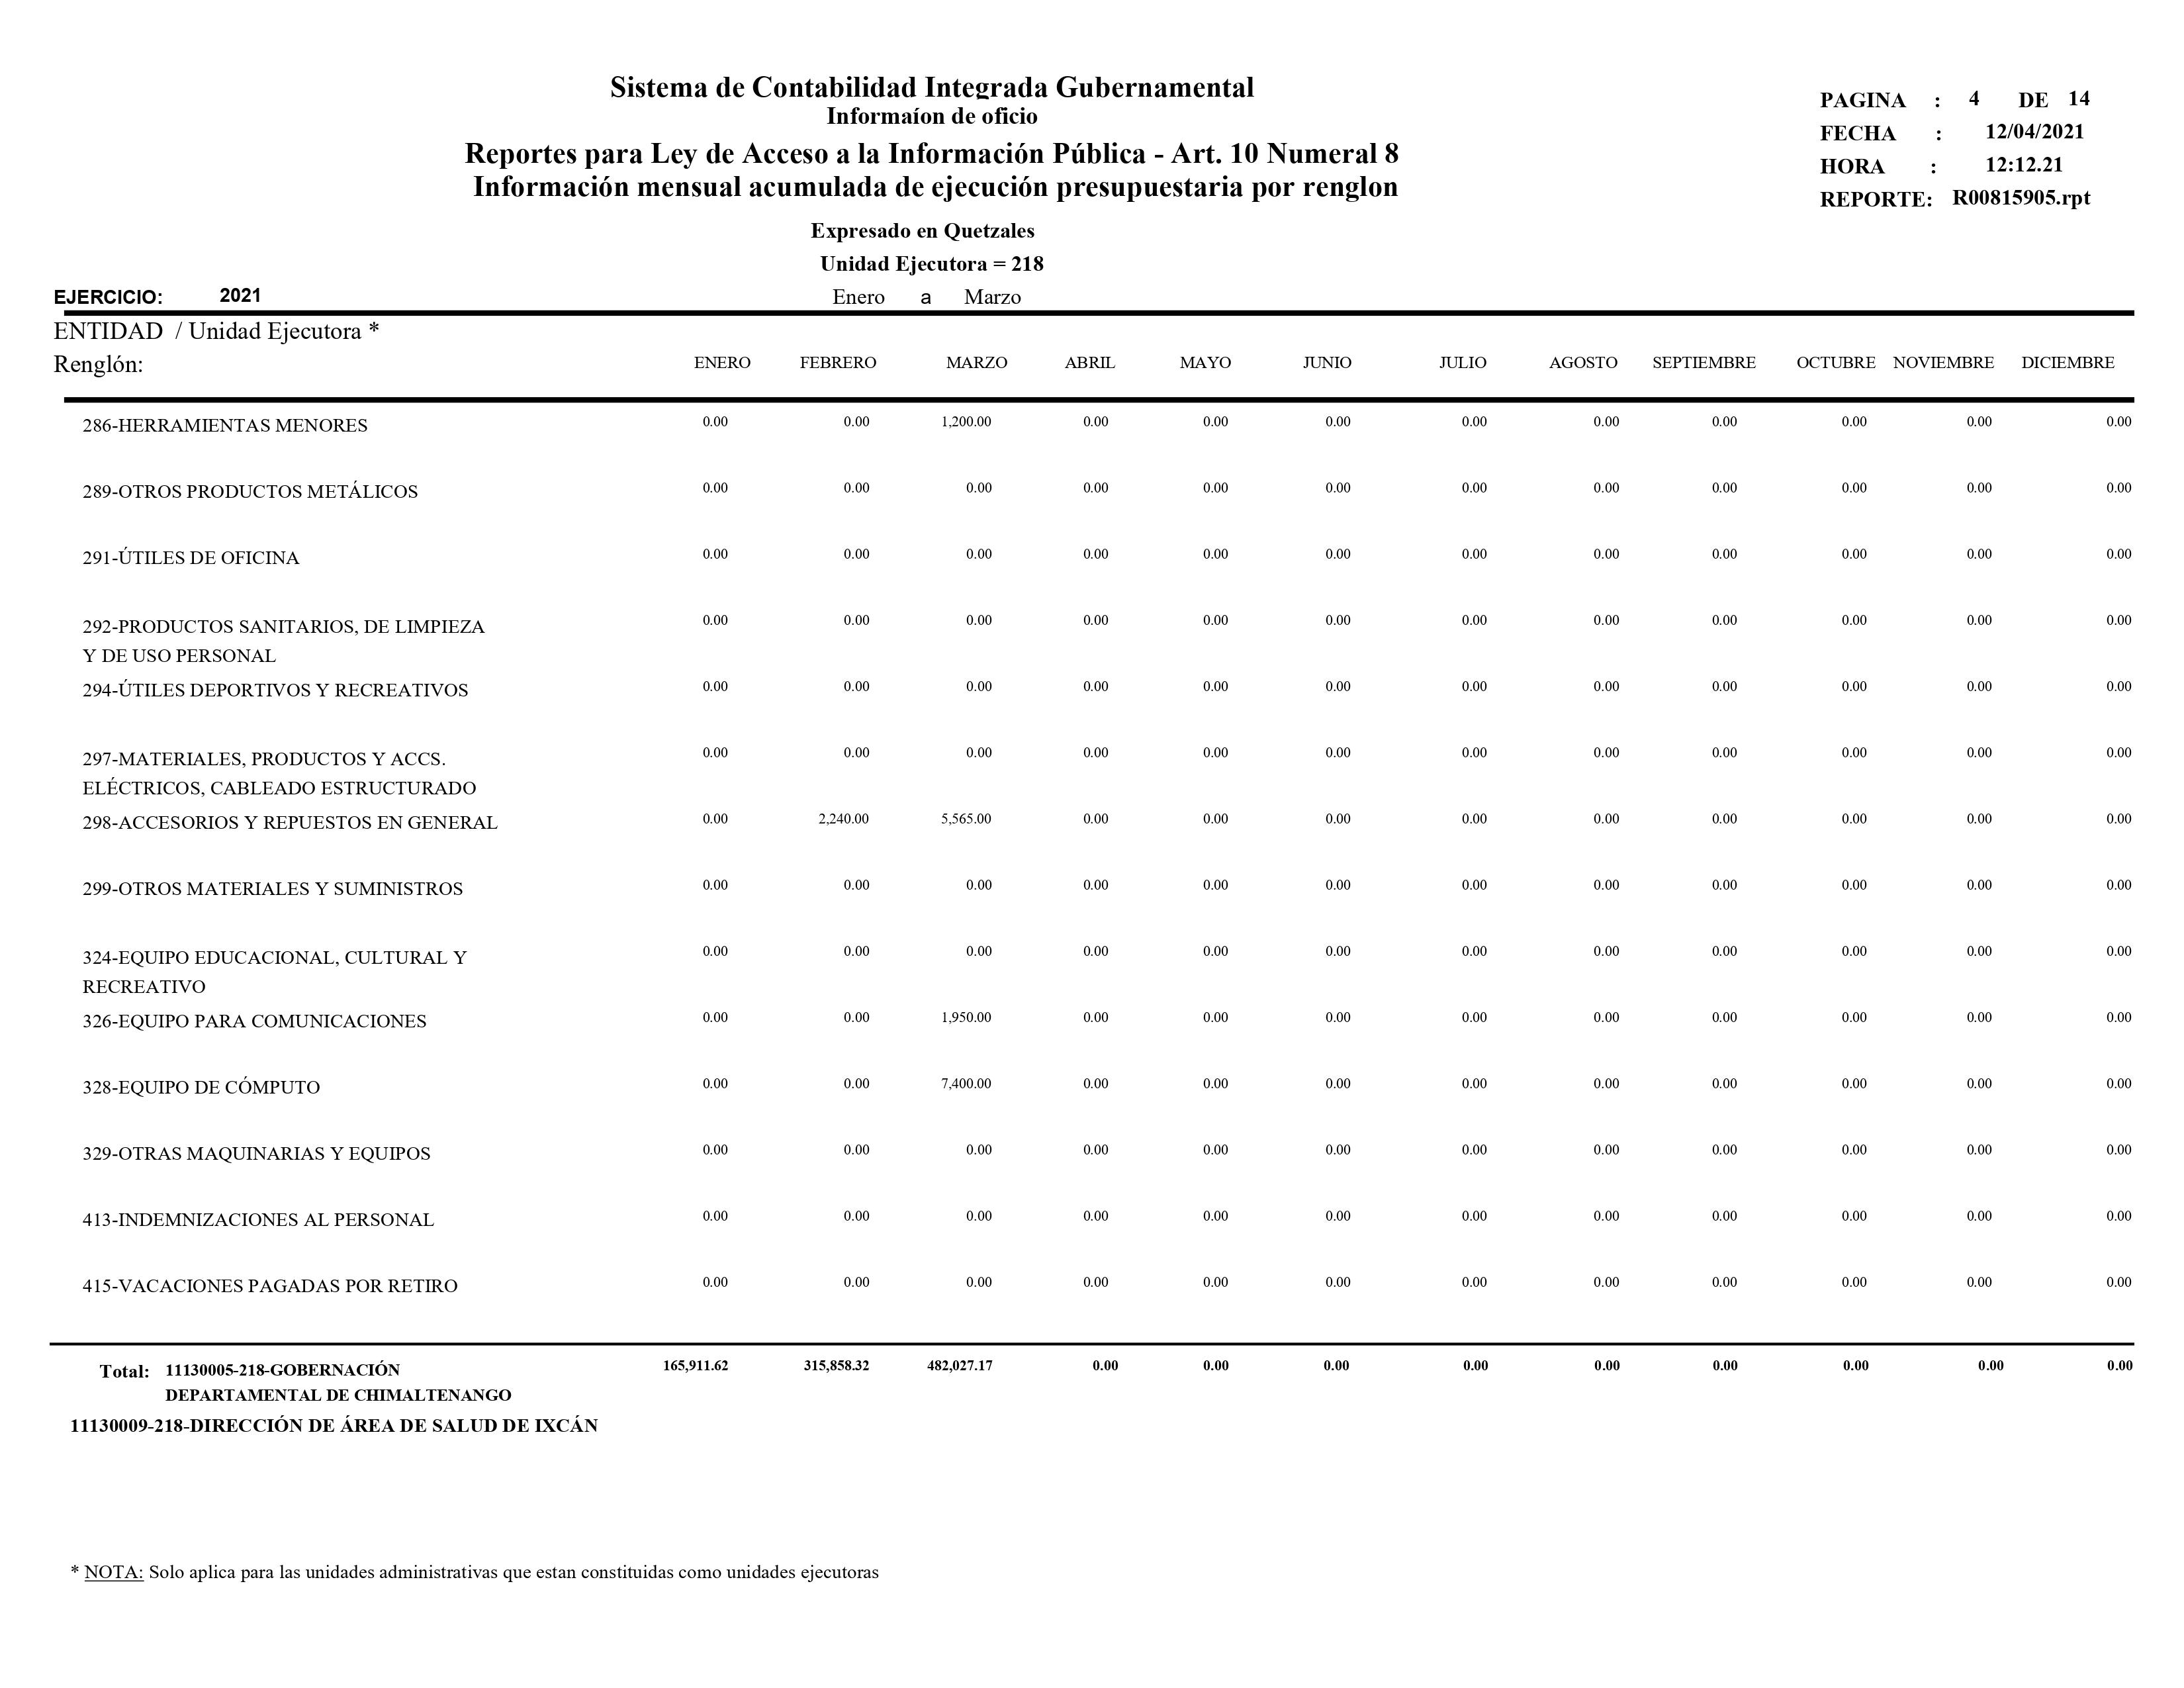 Sistema de Contabilidad Integrada Gubernamental
Informaíon de oficio
Reportes para Ley de Acceso a la Información Pública - Art. 10 Numeral 8
Información mensual acumulada de ejecución presupuestaria por renglon
Expresado en Quetzales
Unidad Ejecutora = 218
PAGINA : 4 DE 14
FECHA : 12/04/2021
HORA : 12:12.21
REPORTE: R00815905.rpt
EJERCICIO: 2021 Enero a Marzo
ENTIDAD / Unidad Ejecutora *
Renglón: ENERO FEBRERO MARZO ABRIL MAYO JUNIO JULIO AGOSTO SEPTIEMBRE OCTUBRE NOVIEMBRE DICIEMBRE
286-HERRAMIENTAS MENORES 0.00 0.00 1,200.00 0.00 0.00 0.00 0.00 0.00 0.00 0.00 0.00 0.00
289-OTROS PRODUCTOS METÁLICOS 0.00 0.00 0.00 0.00 0.00 0.00 0.00 0.00 0.00 0.00 0.00 0.00
291-ÚTILES DE OFICINA 0.00 0.00 0.00 0.00 0.00 0.00 0.00 0.00 0.00 0.00 0.00 0.00
292-PRODUCTOS SANITARIOS, DE LIMPIEZA 0.00 0.00 0.00 0.00 0.00 0.00 0.00 0.00 0.00 0.00 0.00 0.00
Y DE USO PERSONAL
294-ÚTILES DEPORTIVOS Y RECREATIVOS 0.00 0.00 0.00 0.00 0.00 0.00 0.00 0.00 0.00 0.00 0.00 0.00
297-MATERIALES, PRODUCTOS Y ACCS. 0.00 0.00 0.00 0.00 0.00 0.00 0.00 0.00 0.00 0.00 0.00 0.00
ELÉCTRICOS, CABLEADO ESTRUCTURADO
298-ACCESORIOS Y REPUESTOS EN GENERAL 0.00 2,240.00 5,565.00 0.00 0.00 0.00 0.00 0.00 0.00 0.00 0.00 0.00
299-OTROS MATERIALES Y SUMINISTROS 0.00 0.00 0.00 0.00 0.00 0.00 0.00 0.00 0.00 0.00 0.00 0.00
324-EQUIPO EDUCACIONAL, CULTURAL Y 0.00 0.00 0.00 0.00 0.00 0.00 0.00 0.00 0.00 0.00 0.00 0.00
RECREATIVO
326-EQUIPO PARA COMUNICACIONES 0.00 0.00 1,950.00 0.00 0.00 0.00 0.00 0.00 0.00 0.00 0.00 0.00
328-EQUIPO DE CÓMPUTO 0.00 0.00 7,400.00 0.00 0.00 0.00 0.00 0.00 0.00 0.00 0.00 0.00
329-OTRAS MAQUINARIAS Y EQUIPOS 0.00 0.00 0.00 0.00 0.00 0.00 0.00 0.00 0.00 0.00 0.00 0.00
413-INDEMNIZACIONES AL PERSONAL 0.00 0.00 0.00 0.00 0.00 0.00 0.00 0.00 0.00 0.00 0.00 0.00
415-VACACIONES PAGADAS POR RETIRO 0.00 0.00 0.00 0.00 0.00 0.00 0.00 0.00 0.00 0.00 0.00 0.00
Total: 11130005-218-GOBERNACIÓN 165,911.62 315,858.32 482,027.17 0.00 0.00 0.00 0.00 0.00 0.00 0.00 0.00 0.00
DEPARTAMENTAL DE CHIMALTENANGO
11130009-218-DIRECCIÓN DE ÁREA DE SALUD DE IXCÁN
* NOTA: Solo aplica para las unidades administrativas que estan constituidas como unidades ejecutoras